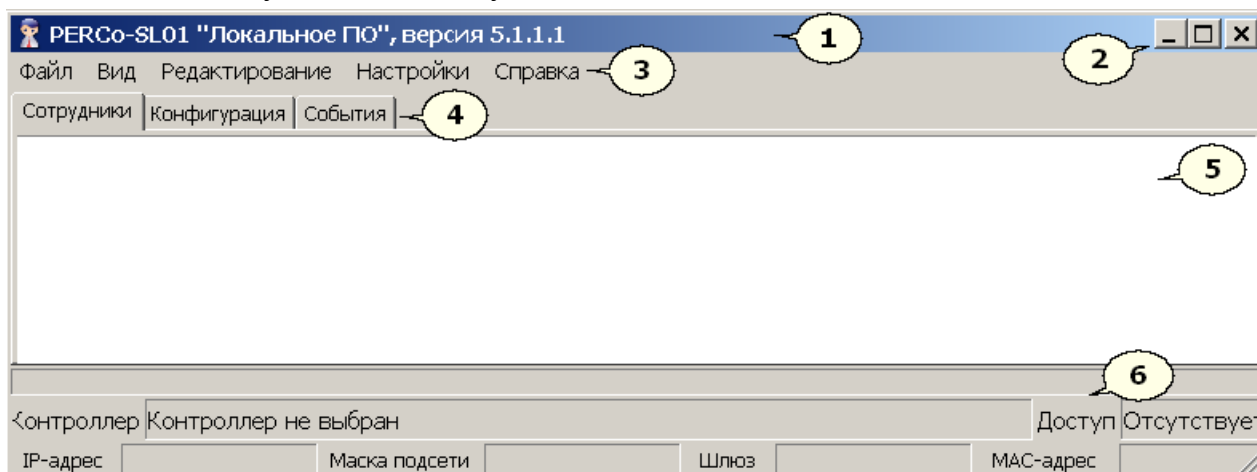 PERCo-SL01 "Локальное ПО", версия 5.1.1.1 1
2
Файл Вид Редактирование Настройки Справка 3
Сотрудники Конфигурация События 4
5
6
Контроллер Контроллер не выбран Доступ Отсутствует
IP-адрес Маска подсети Шлюз MAC-адрес